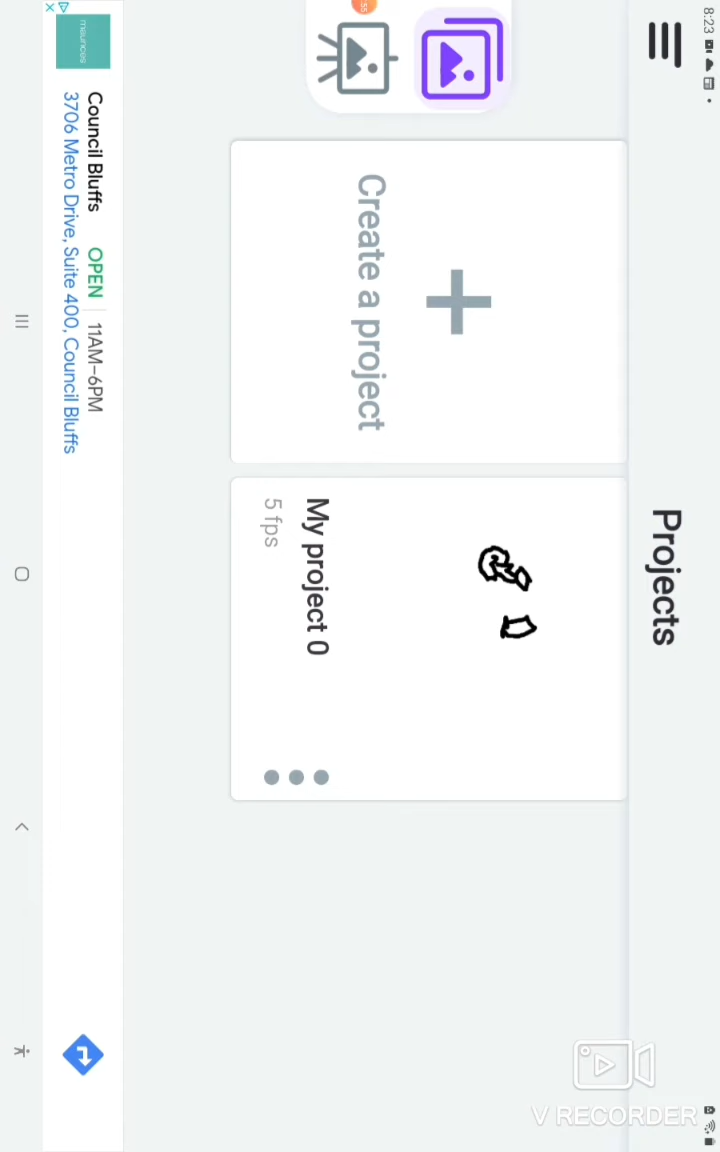 8:23
Projects
Create a project
My project 0
5 fps
maurices
Council Bluffs OPEN 11AM–6PM
3706 Metro Drive, Suite 400, Council Bluffs
V RECORDER